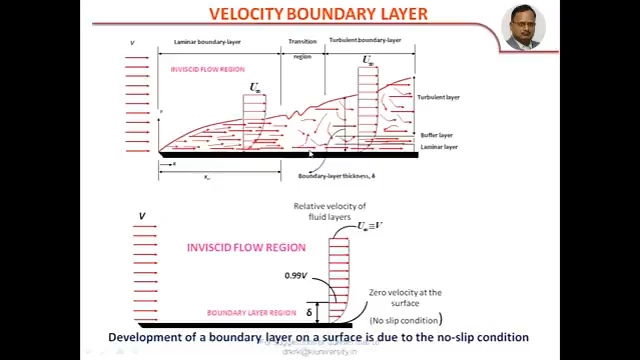 VELOCITY BOUNDARY LAYER
V
Laminar boundary-layer
Transition
region
Turbulent boundary-layer
INVISCID FLOW REGION
U∞
U∞
Turbulent layer
Buffer layer
Laminar layer
Boundary-layer thickness, δ
x
V
Relative velocity of
fluid layers
U∞ ≡ V
INVISCID FLOW REGION
0.99V
Zero velocity at the
surface
(No slip condition)
BOUNDARY LAYER REGION
δ
Development of a boundary layer on a surface is due to the no-slip condition